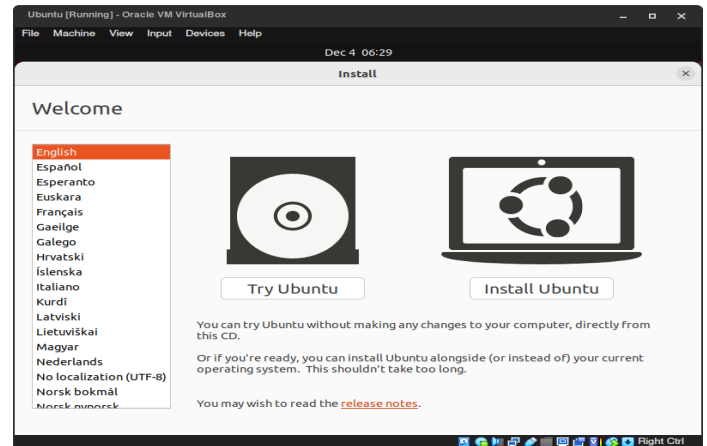 Ubuntu [Running] - Oracle VM VirtualBox
File Machine View Input Devices Help
Dec 4 06:29
Install
Welcome
English
Español
Esperanto
Euskara
Français
Gaeilge
Galego
Hrvatski
Íslenska
Italiano
Kurdî
Latviski
Lietuviškai
Magyar
Nederlands
No localization (UTF-8)
Norsk bokmål
Norsk nynorsk
Try Ubuntu
Install Ubuntu
You can try Ubuntu without making any changes to your computer, directly from
this CD.
Or if you're ready, you can install Ubuntu alongside (or instead of) your current
operating system. This shouldn't take too long.
You may wish to read the release notes.
Right Ctrl